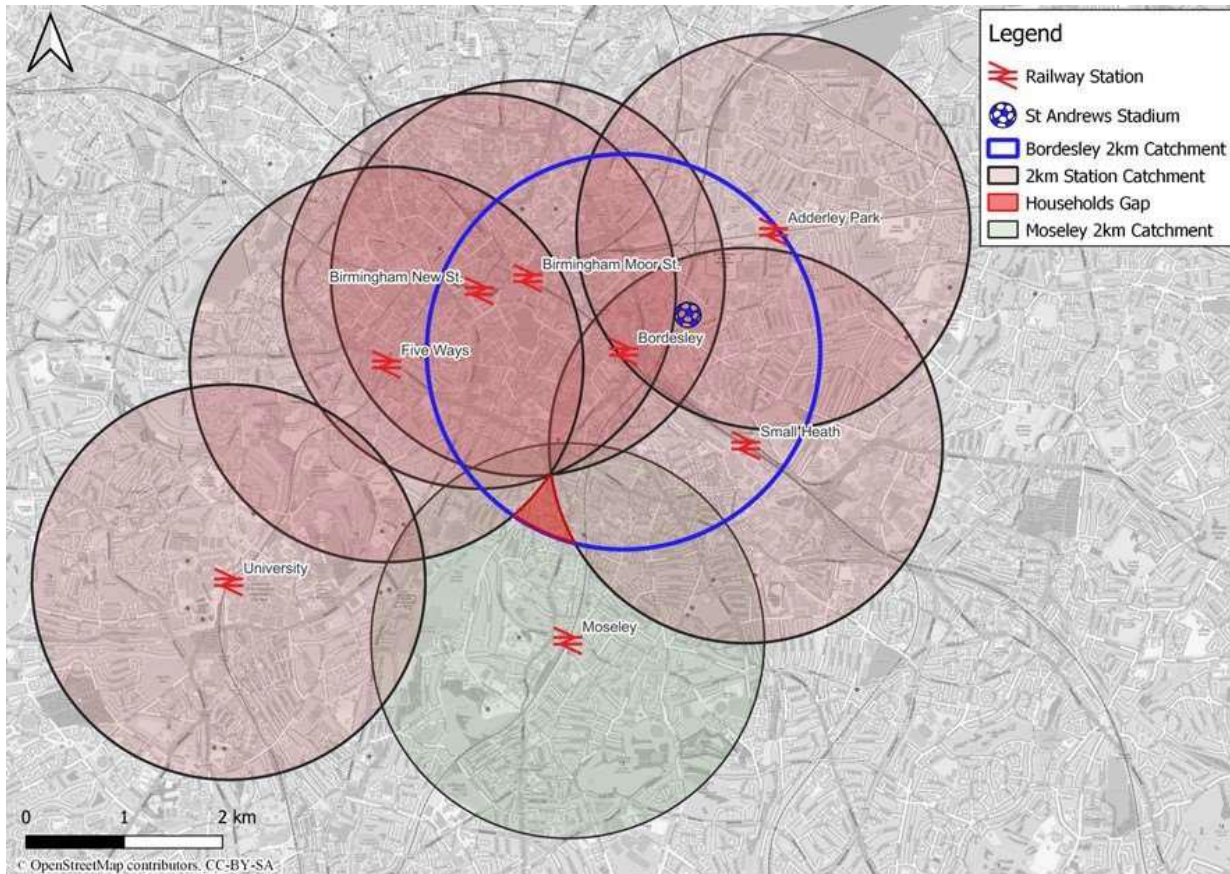 Legend
Railway Station
St Andrews Stadium
Bordesley 2km Catchment
2km Station Catchment
Households Gap
Moseley 2km Catchment
Adderley Park
Birmingham Moor St.
Birmingham New St.
Bordesley
Five Ways
Small Heath
University
Moseley
0 1 2 km
© OpenStreetMap contributors, CC-BY-SA